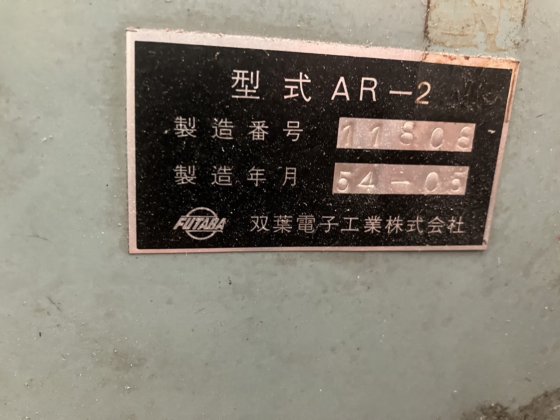 型式 AR-2
製造番号 11808
製造年月 54-05
FUTABA 双葉電子工業株式会社